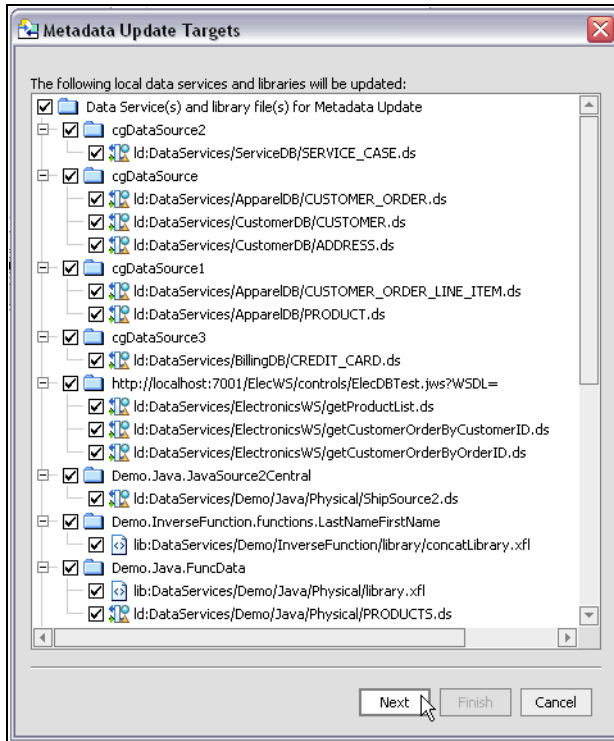 Metadata Update Targets
The following local data services and libraries will be updated:
Data Service(s) and library file(s) for Metadata Update
cgDataSource2
ld:DataServices/ServiceDB/SERVICE_CASE.ds
cgDataSource
ld:DataServices/ApparelDB/CUSTOMER_ORDER.ds
ld:DataServices/CustomerDB/CUSTOMER.ds
ld:DataServices/CustomerDB/ADDRESS.ds
cgDataSource1
ld:DataServices/ApparelDB/CUSTOMER_ORDER_LINE_ITEM.ds
ld:DataServices/ApparelDB/PRODUCT.ds
cgDataSource3
ld:DataServices/BillingDB/CREDIT_CARD.ds
http://localhost:7001/ElecWS/controls/ElecDBTest.jws?WSDL=
ld:DataServices/ElectronicsWS/getProductList.ds
ld:DataServices/ElectronicsWS/getCustomerOrderByCustomerID.ds
ld:DataServices/ElectronicsWS/getCustomerOrderByOrderID.ds
Demo.Java.JavaSource2Central
ld:DataServices/Demo/Java/Physical/ShipSource2.ds
Demo.InverseFunction.functions.LastNameFirstName
lib:DataServices/Demo/InverseFunction/library/concatLibrary.xfl
Demo.Java.FuncData
lib:DataServices/Demo/Java/Physical/library.xfl
ld:DataServices/Demo/Java/Physical/PRODUCTS.ds
Next Finish Cancel